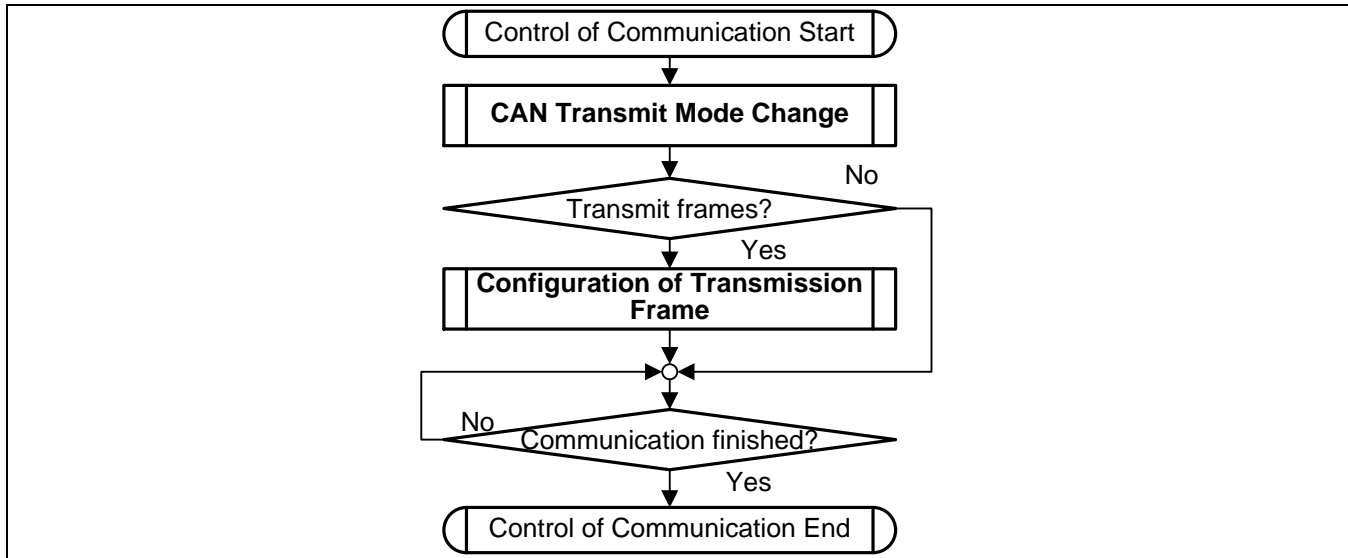 Control of Communication Start
CAN Transmit Mode Change
No
Transmit frames?
Yes
Configuration of Transmission
Frame
No
Communication finished?
Yes
Control of Communication End